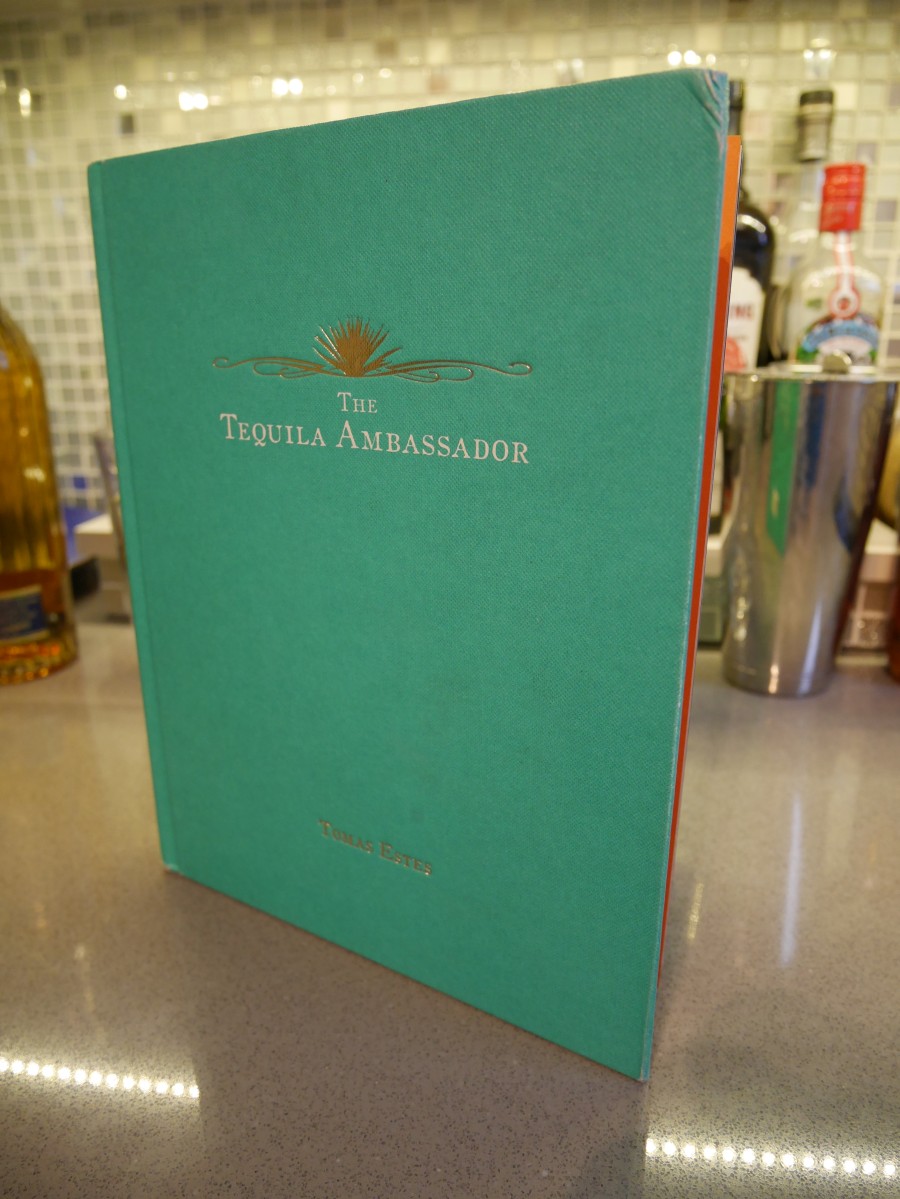 THE
TEQUILA AMBASSADOR
TOMAS ESTES